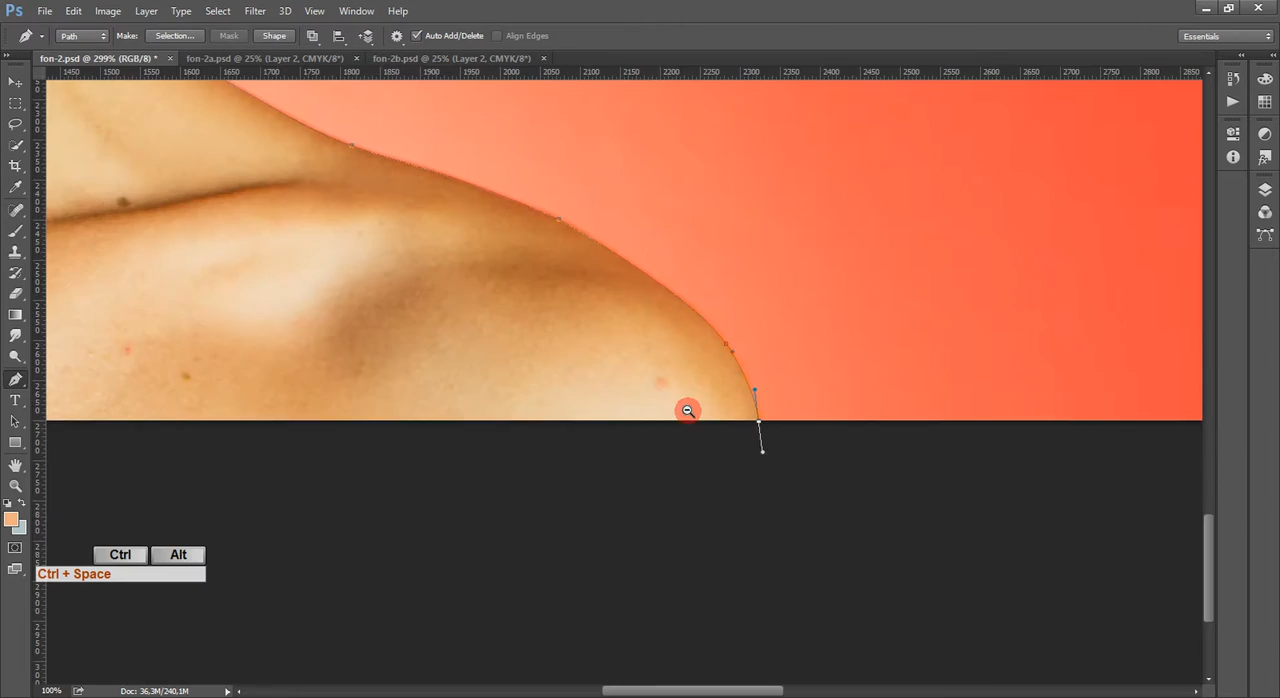 Ps File Edit Image Layer Type Select Filter 3D View Window Help
Path Make: Selection... Mask Shape Auto Add/Delete Align Edges Essentials
fon-2.psd @ 299% (RGB/8) * × fon-2a.psd @ 25% (Layer 2, CMYK/8*) × fon-2b.psd @ 25% (Layer 2, CMYK/8*) ×
1450 1500 1550 1600 1650 1700 1750 1800 1850 1900 1950 2000 2050 2100 2150 2200 2250 2300 2350 2400 2450 2500 2550 2600 2650 2700 2750 2800 2850
Ctrl Alt
Ctrl + Space
100% Doc: 36,3M/240,1M